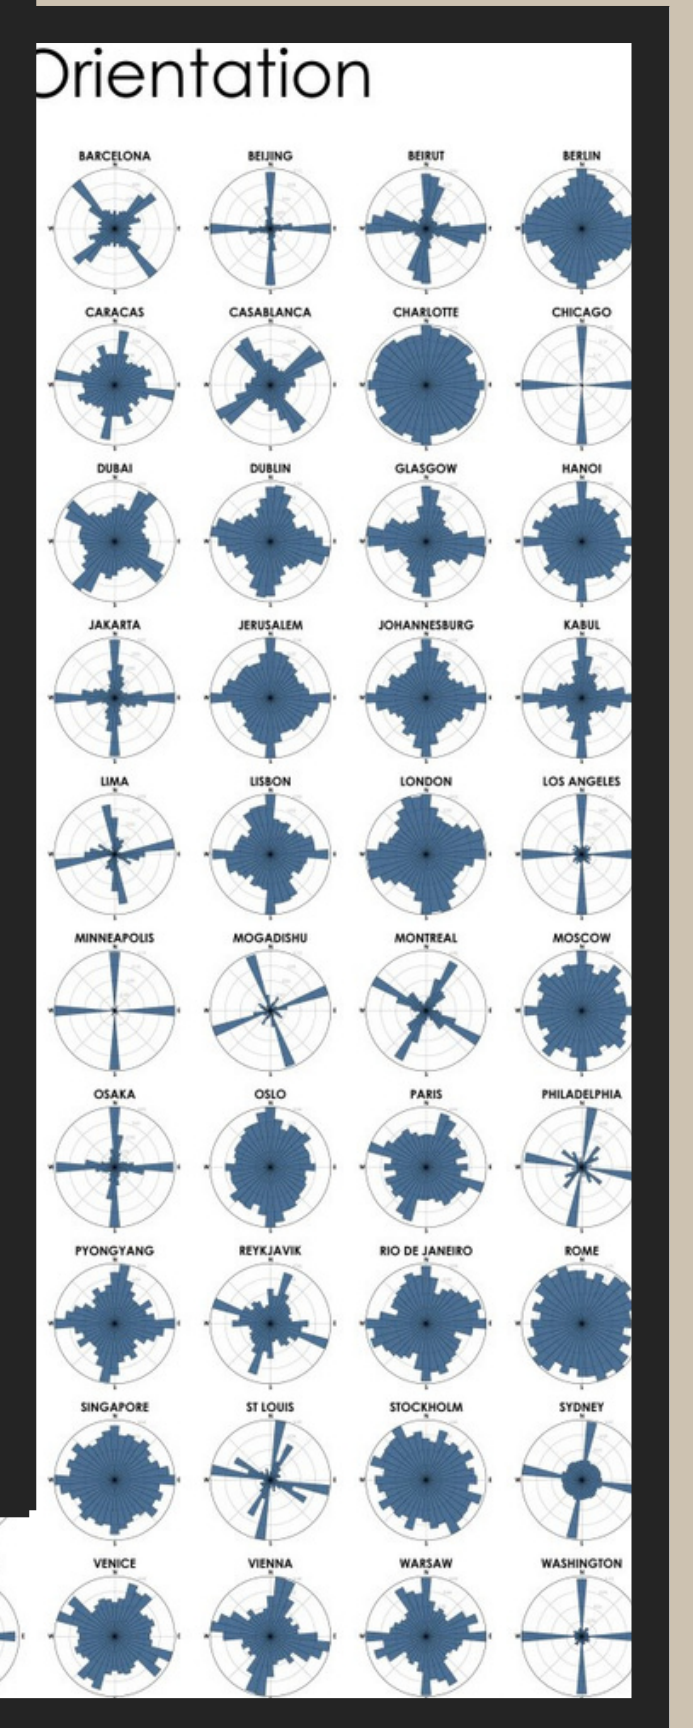 Orientation
BARCELONA BEIJING BEIRUT BERLIN
CARACAS CASABLANCA CHARLOTTE CHICAGO
DUBAI DUBLIN GLASGOW HANOI
JAKARTA JERUSALEM JOHANNESBURG KABUL
LIMA LISBON LONDON LOS ANGELES
MINNEAPOLIS MOGADISHU MONTREAL MOSCOW
OSAKA OSLO PARIS PHILADELPHIA
PYONGYANG REYKJAVIK RIO DE JANEIRO ROME
SINGAPORE ST LOUIS STOCKHOLM SYDNEY
VENICE VIENNA WARSAW WASHINGTON